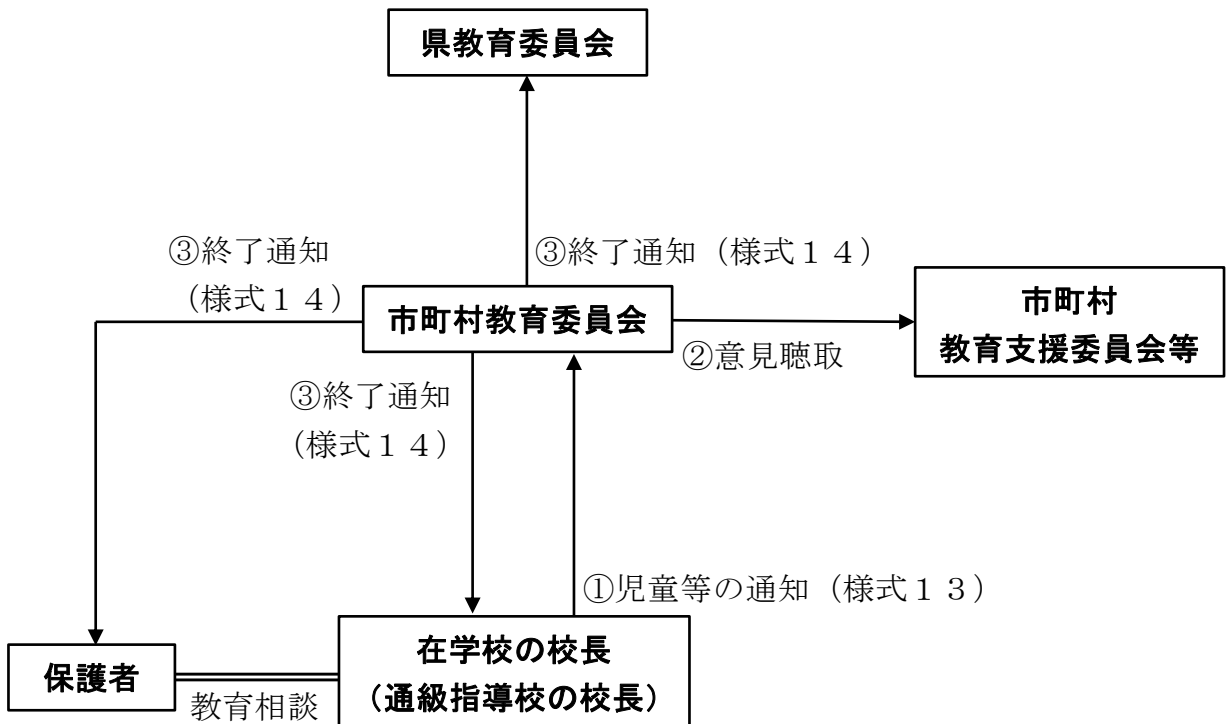 県教育委員会
③終了通知
（様式１４）
③終了通知（様式１４）
市町村教育委員会
市町村
教育支援委員会等
②意見聴取
③終了通知
（様式１４）
①児童等の通知（様式１３）
保護者
教育相談
在学校の校長
（通級指導校の校長）